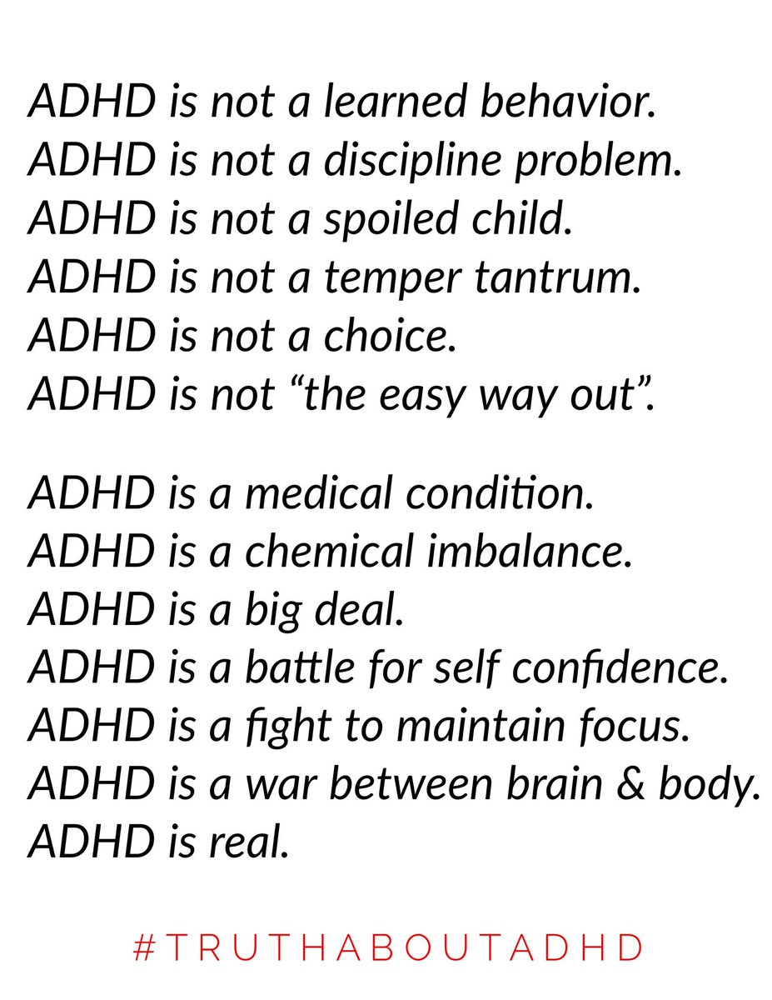 ADHD is not a learned behavior.
ADHD is not a discipline problem.
ADHD is not a spoiled child.
ADHD is not a temper tantrum.
ADHD is not a choice.
ADHD is not “the easy way out”.
ADHD is a medical condition.
ADHD is a chemical imbalance.
ADHD is a big deal.
ADHD is a battle for self confidence.
ADHD is a fight to maintain focus.
ADHD is a war between brain & body.
ADHD is real.
#TRUTHABOUTADHD